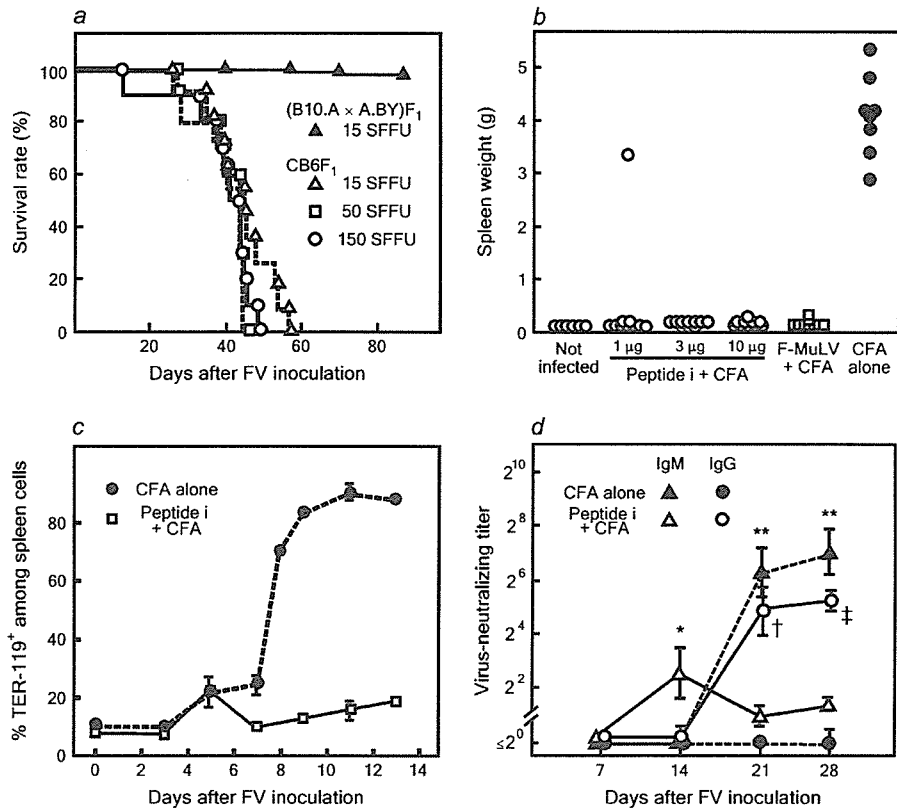 a
Survival rate (%)
100
80
60
40
20
0
(B10.A × A.BY)F1
15 SFFU
CB6F1
15 SFFU
50 SFFU
150 SFFU
20 40 60 80
Days after FV inoculation
b
Spleen weight (g)
5
4
3
2
1
0
Not infected
1 µg 3 µg 10 µg
Peptide i + CFA
F-MuLV + CFA
CFA alone
c
% TER-119+ among spleen cells
80
60
40
20
0
CFA alone
Peptide i + CFA
0 2 4 6 8 10 12 14
Days after FV inoculation
d
Virus-neutralizing titer
2^10
2^8
2^6
2^4
2^2
≤2^0
IgM IgG
CFA alone
Peptide i + CFA
*
**
**
†
‡
7 14 21 28
Days after FV inoculation